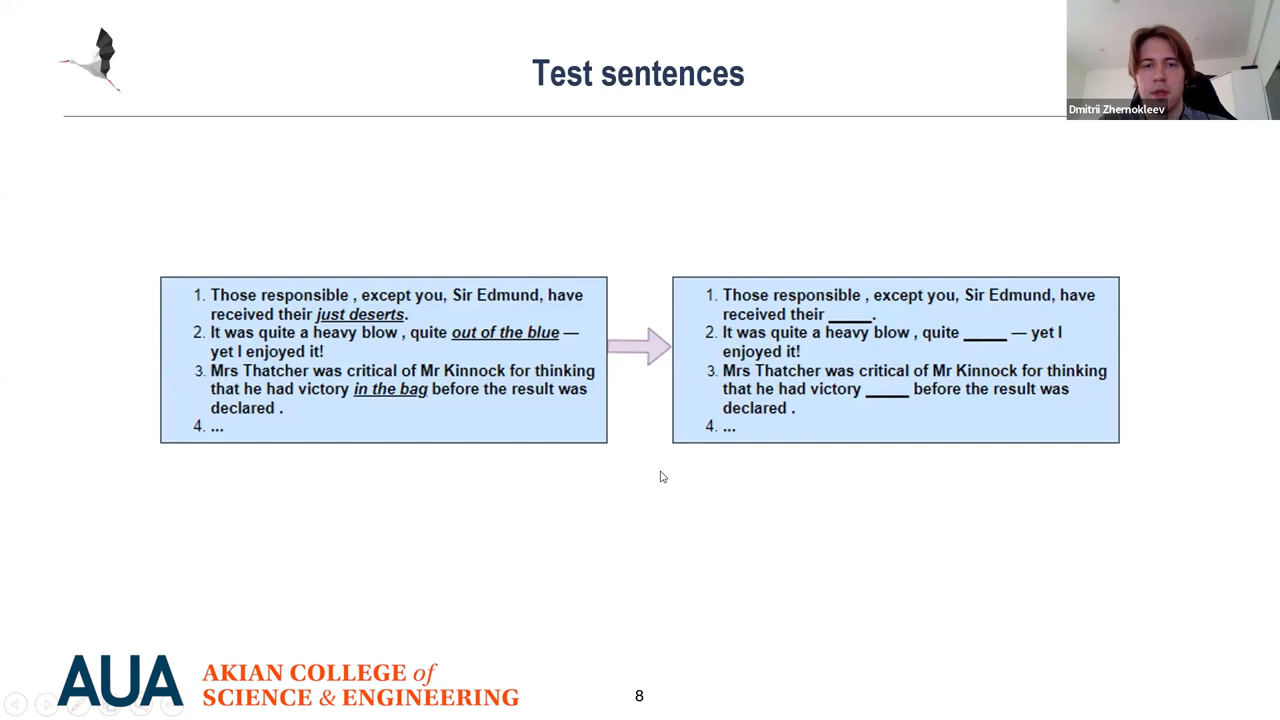 Test sentences
Dmitrii Zhernokleev
1. Those responsible , except you, Sir Edmund, have
received their just deserts.
2. It was quite a heavy blow , quite out of the blue —
yet I enjoyed it!
3. Mrs Thatcher was critical of Mr Kinnock for thinking
that he had victory in the bag before the result was
declared .
4. ...
1. Those responsible , except you, Sir Edmund, have
received their _____.
2. It was quite a heavy blow , quite _____ — yet I
enjoyed it!
3. Mrs Thatcher was critical of Mr Kinnock for thinking
that he had victory _____ before the result was
declared .
4. ...
AUA
AKIAN COLLEGE of
SCIENCE & ENGINEERING
8